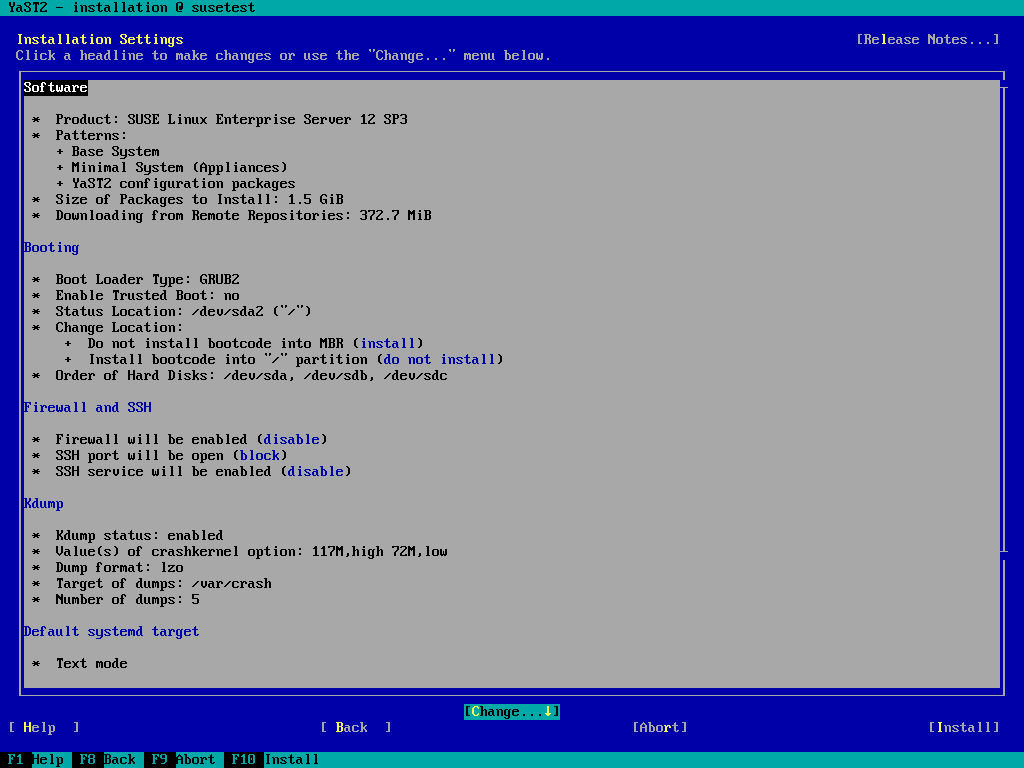 YaST2 - installation @ susetest
Installation Settings [Release Notes...]
Click a headline to make changes or use the "Change..." menu below.
Software
* Product: SUSE Linux Enterprise Server 12 SP3
* Patterns:
+ Base System
+ Minimal System (Appliances)
+ YaST2 configuration packages
* Size of Packages to Install: 1.5 GiB
* Downloading from Remote Repositories: 372.7 MiB
Booting
* Boot Loader Type: GRUB2
* Enable Trusted Boot: no
* Status Location: /dev/sda2 ("/")
* Change Location:
+ Do not install bootcode into MBR (install)
+ Install bootcode into "/" partition (do not install)
* Order of Hard Disks: /dev/sda, /dev/sdb, /dev/sdc
Firewall and SSH
* Firewall will be enabled (disable)
* SSH port will be open (block)
* SSH service will be enabled (disable)
Kdump
* Kdump status: enabled
* Value(s) of crashkernel option: 117M,high 72M,low
* Dump format: lzo
* Target of dumps: /var/crash
* Number of dumps: 5
Default systemd target
* Text mode
[Change...↓]
[ Help ] [ Back ] [Abort] [Install]
F1 Help F8 Back F9 Abort F10 Install